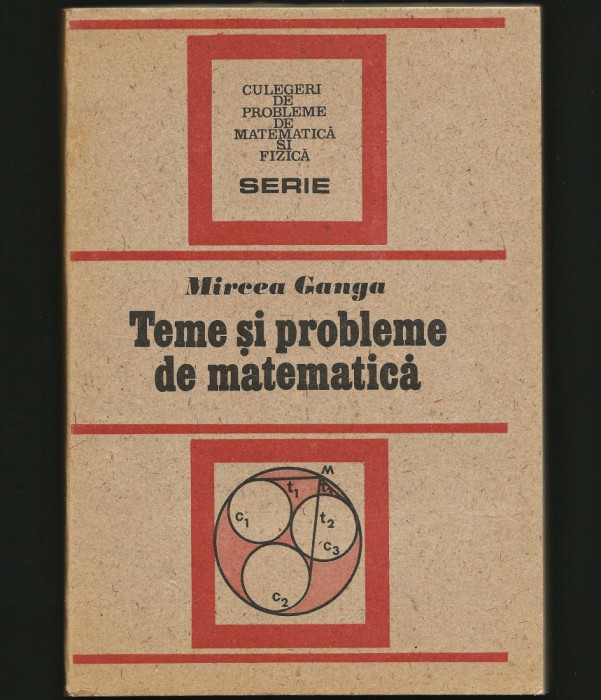 CULEGERI
DE
PROBLEME
DE
MATEMATICĂ
ȘI
FIZICĂ
SERIE
Mircea Ganga
Teme și probleme
de matematică
M
t1
t3
c1
t2
c3
c2